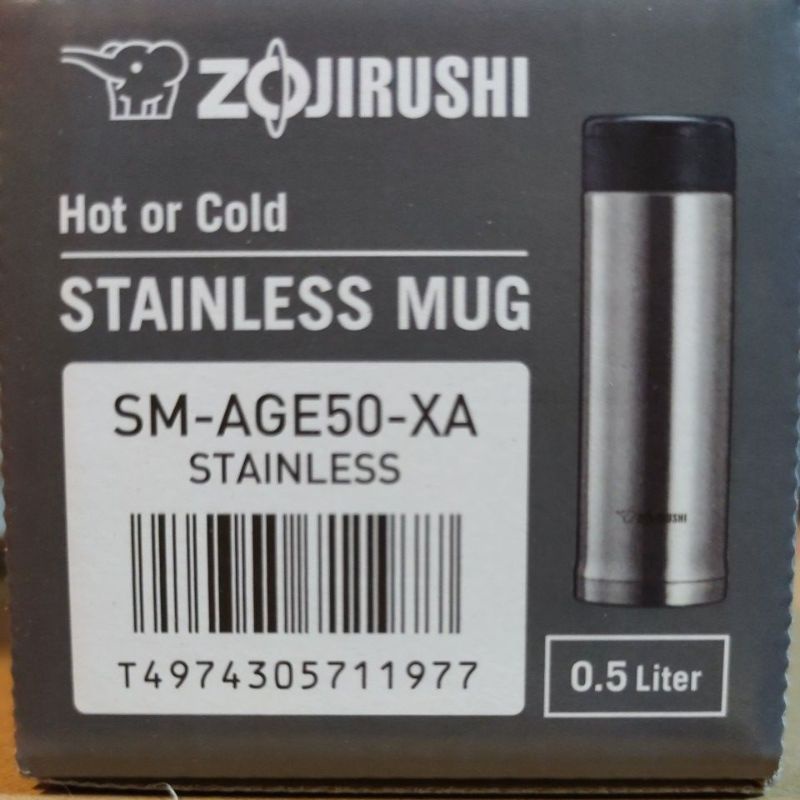 ZOJIRUSHI
Hot or Cold
STAINLESS MUG
SM-AGE50-XA
STAINLESS
T4974305711977
ZOJIRUSHI
0.5 Liter